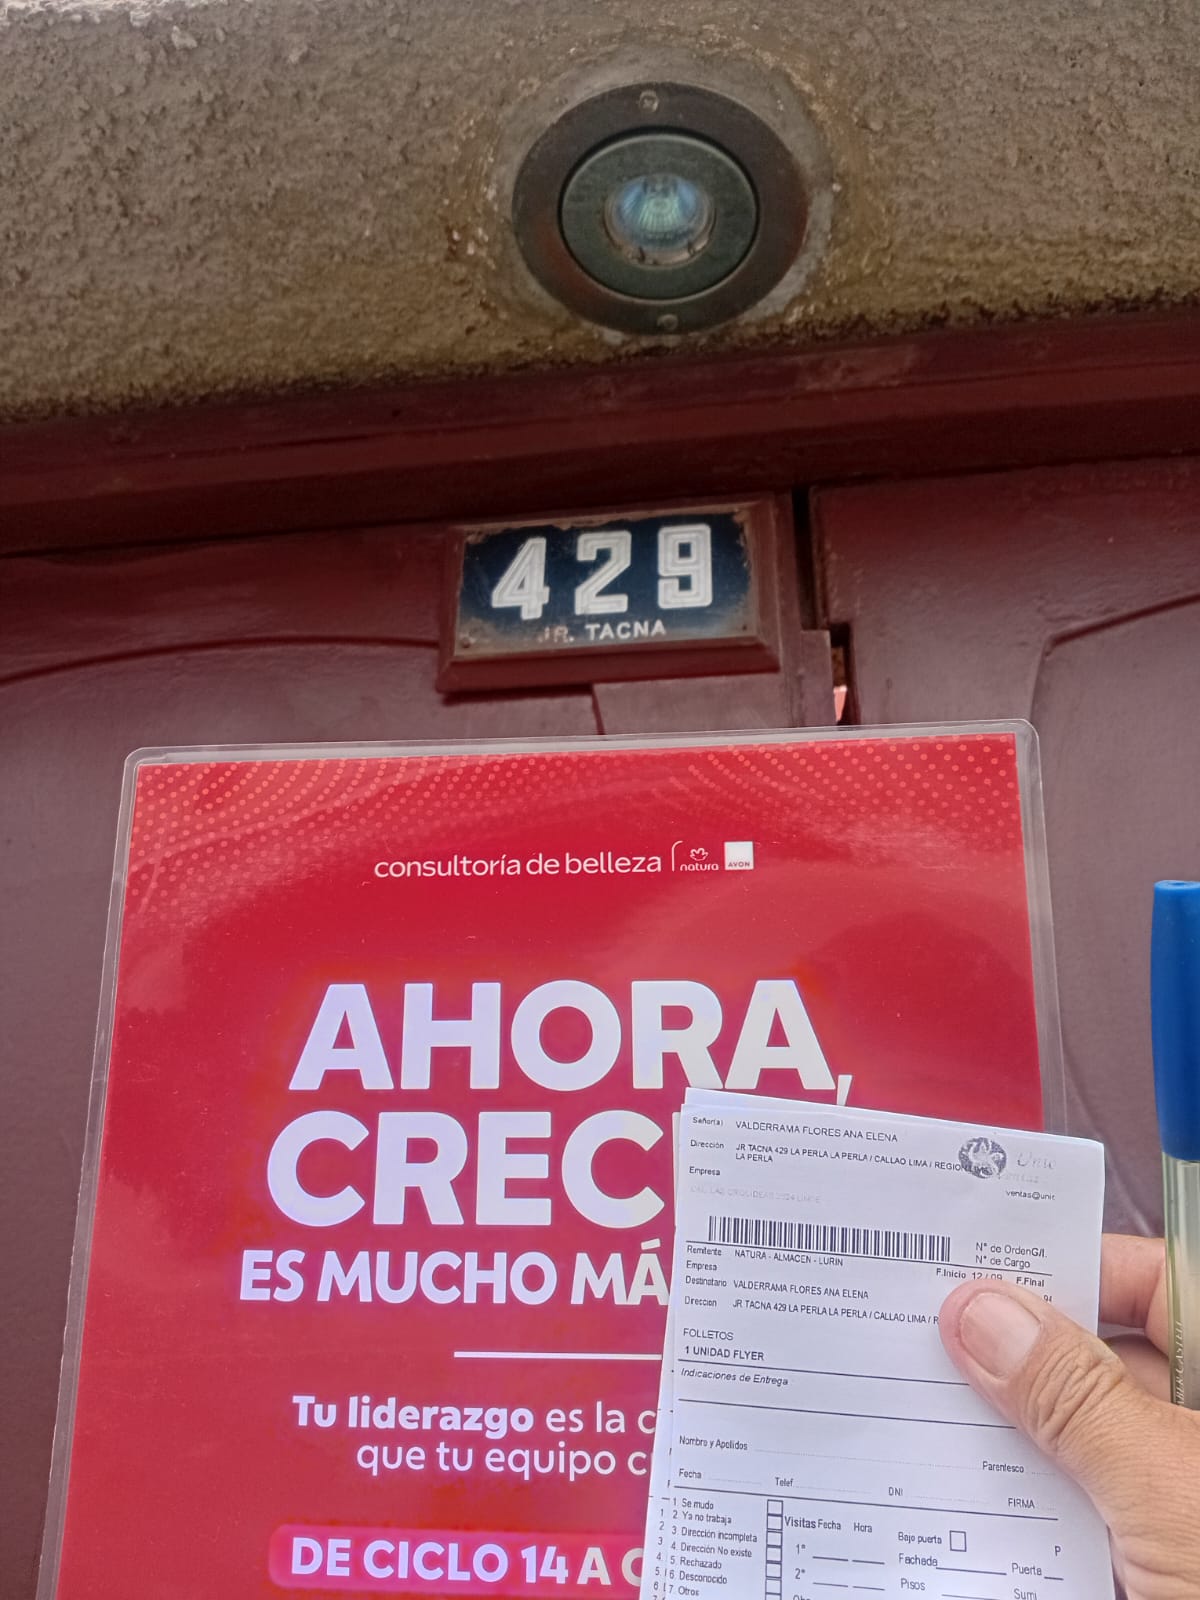 429
JR. TACNA
consultoría de belleza natura AVON
AHORA,
CREC
ES MUCHO MÁ
Tu liderazgo es la c
que tu equipo c
DE CICLO 14 A C
Señor(a) VALDERRAMA FLORES ANA ELENA
Dirección JR TACNA 429 LA PERLA LA PERLA / CALLAO LIMA / REGION LIMA
LA PERLA
Empresa
ventas@unic
Remitente NATURA - ALMACEN - LURIN
Empresa
N° de OrdenG/I.
N° de Cargo
F.Inicio 12 / 09 F.Final
Destinatario VALDERRAMA FLORES ANA ELENA
Direccion JR TACNA 429 LA PERLA LA PERLA / CALLAO LIMA / R
FOLLETOS
1 UNIDAD FLYER
Indicaciones de Entrega
Nombre y Apellidos
Parentesco
Fecha Telef DNI FIRMA
1 Se mudo
2 Ya no trabaja
3 Dirección incompleta
4. Dirección No existe
5. Rechazado
6 Desconocido
7 Otros
Visitas Fecha Hora
1°
2°
Bajo puerta
P
Fachada Puerta
Pisos Sumi